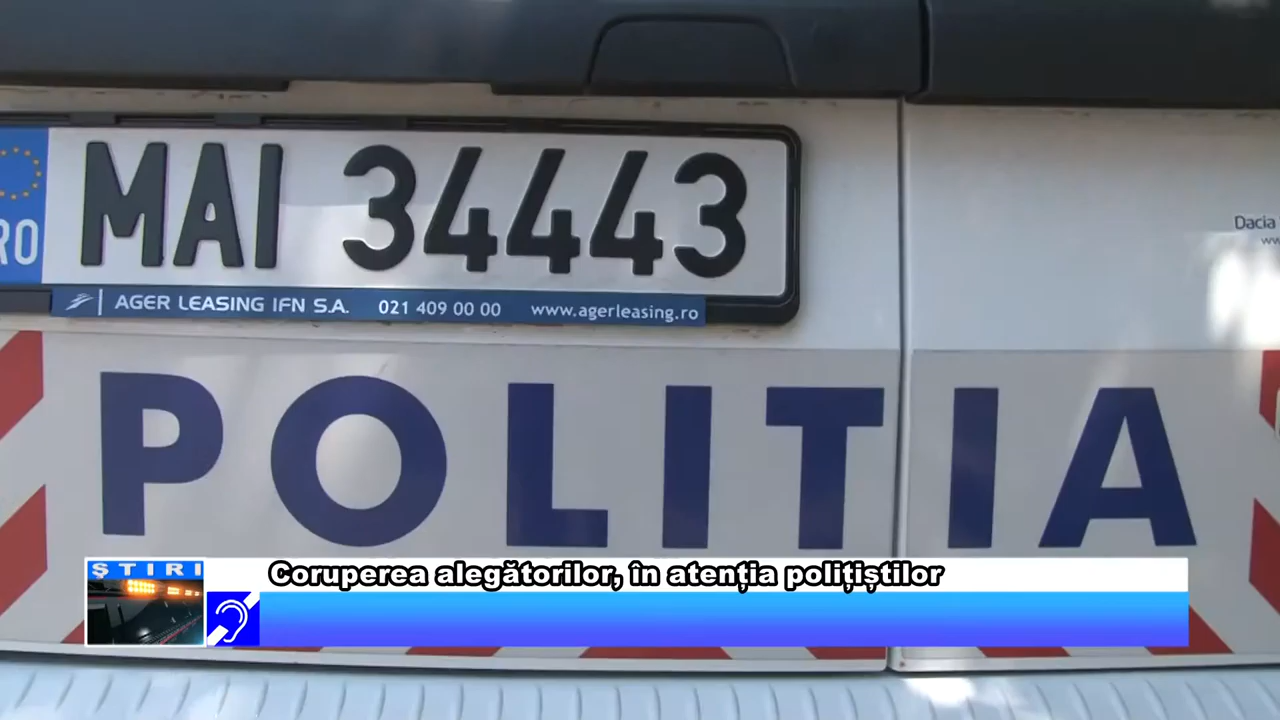 RO
MAI 34443
AGER LEASING IFN S.A. 021 409 00 00 www.agerleasing.ro
Dacia
POLITIA
ȘTIRI
Coruperea alegătorilor, în atenția polițiștilor